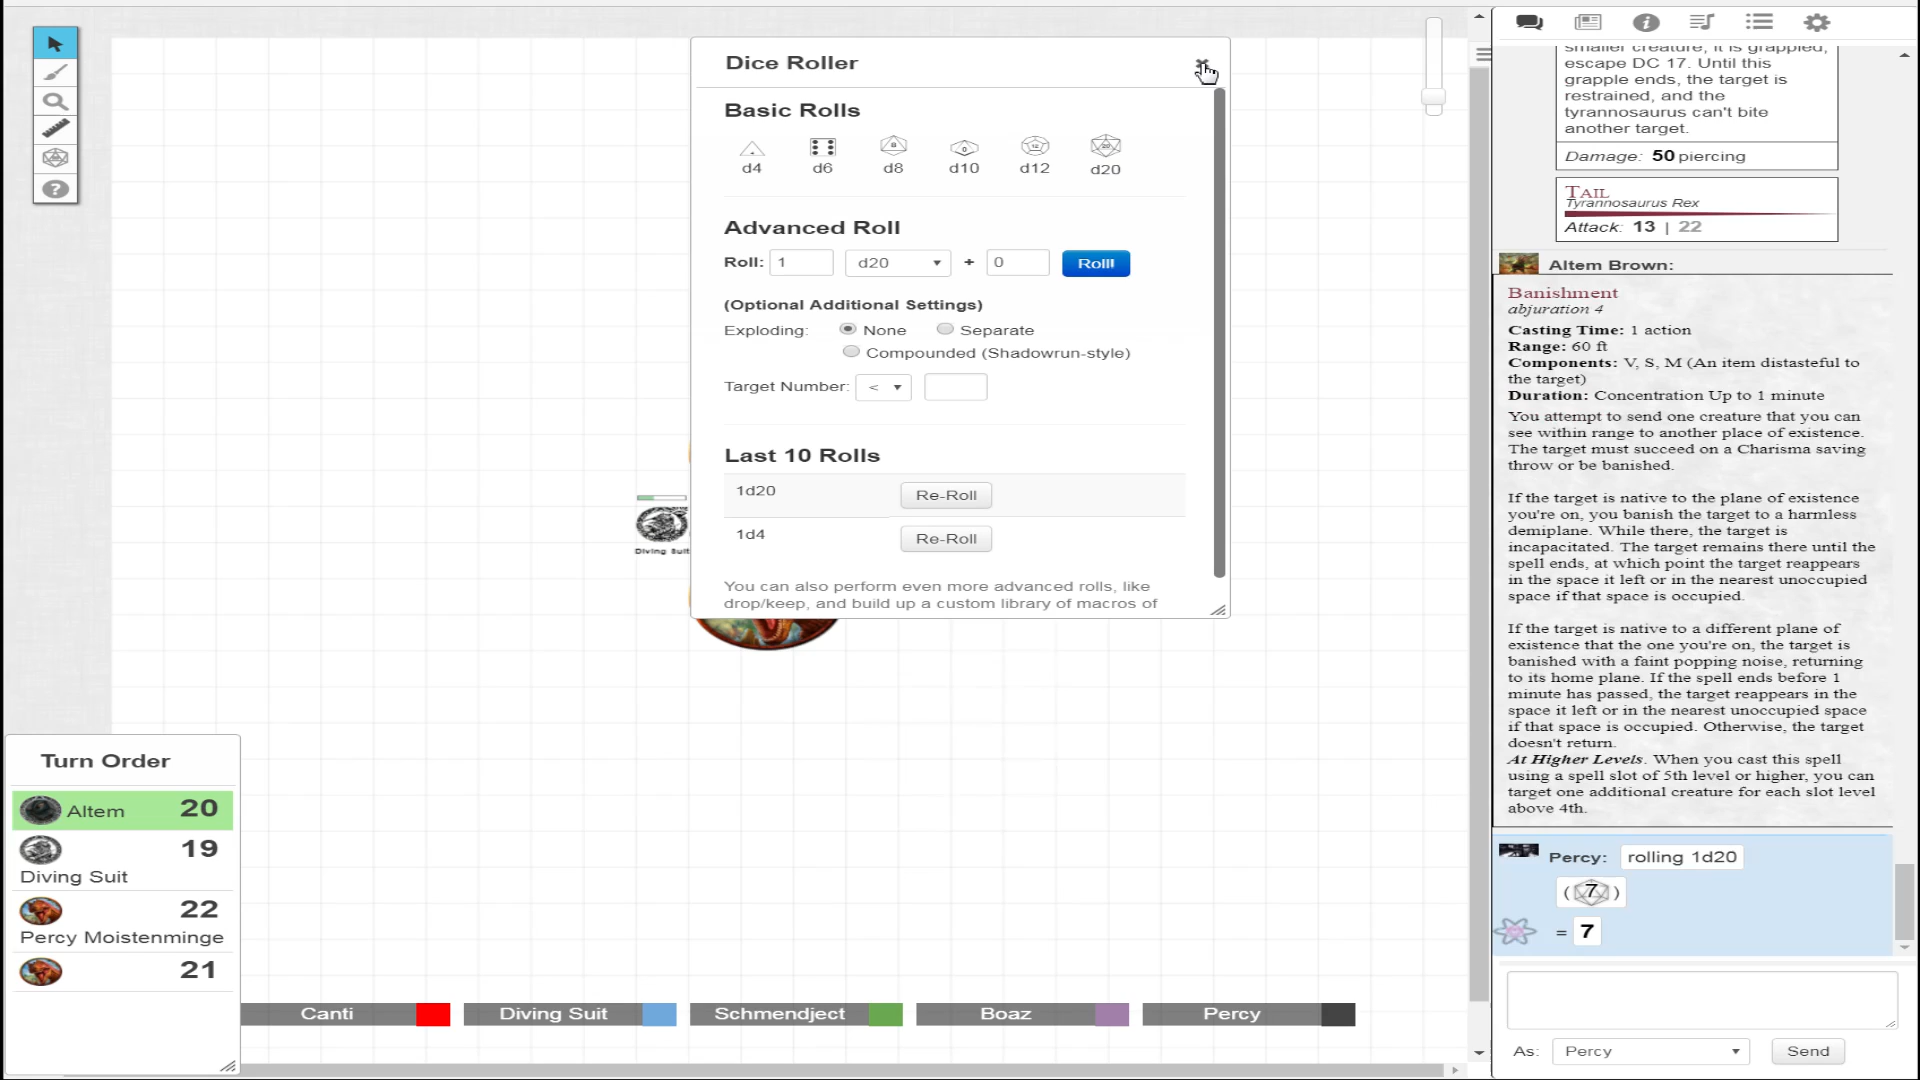 Dice Roller
Basic Rolls
d4
d6
d8
d10
d12
d20
Advanced Roll
Roll: 1 d20 + 0 Roll!
(Optional Additional Settings)
Exploding: None Separate
Compounded (Shadowrun-style)
Target Number: <
Last 10 Rolls
1d20 Re-Roll
1d4 Re-Roll
You can also perform even more advanced rolls, like
drop/keep, and build up a custom library of macros of
Diving Suit
Turn Order
Altem 20
19
Diving Suit
22
Percy Moistenminge
21
Canti
Diving Suit
Schmendject
Boaz
Percy
smaller creature, it is grappled,
escape DC 17. Until this
grapple ends, the target is
restrained, and the
tyrannosaurus can't bite
another target.
Damage: 50 piercing
TAIL
Tyrannosaurus Rex
Attack: 13 | 22
Altem Brown:
Banishment
abjuration 4
Casting Time: 1 action
Range: 60 ft
Components: V, S, M (An item distasteful to
the target)
Duration: Concentration Up to 1 minute
You attempt to send one creature that you can
see within range to another place of existence.
The target must succeed on a Charisma saving
throw or be banished.
If the target is native to the plane of existence
you're on, you banish the target to a harmless
demiplane. While there, the target is
incapacitated. The target remains there until the
spell ends, at which point the target reappears
in the space it left or in the nearest unoccupied
space if that space is occupied.
If the target is native to a different plane of
existence that the one you're on, the target is
banished with a faint popping noise, returning
to its home plane. If the spell ends before 1
minute has passed, the target reappears in the
space it left or in the nearest unoccupied space
if that space is occupied. Otherwise, the target
doesn't return.
At Higher Levels. When you cast this spell
using a spell slot of 5th level or higher, you can
target one additional creature for each slot level
above 4th.
Percy: rolling 1d20
(7)
= 7
As: Percy Send